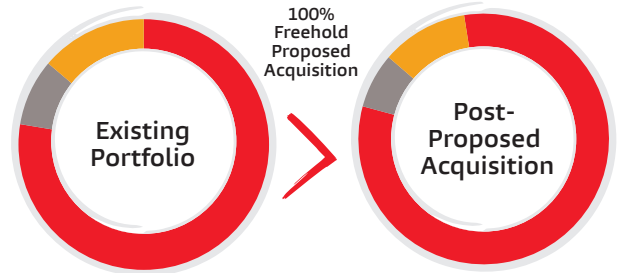 Existing
Portfolio
100%
Freehold
Proposed
Acquisition
Post-
Proposed
Acquisition